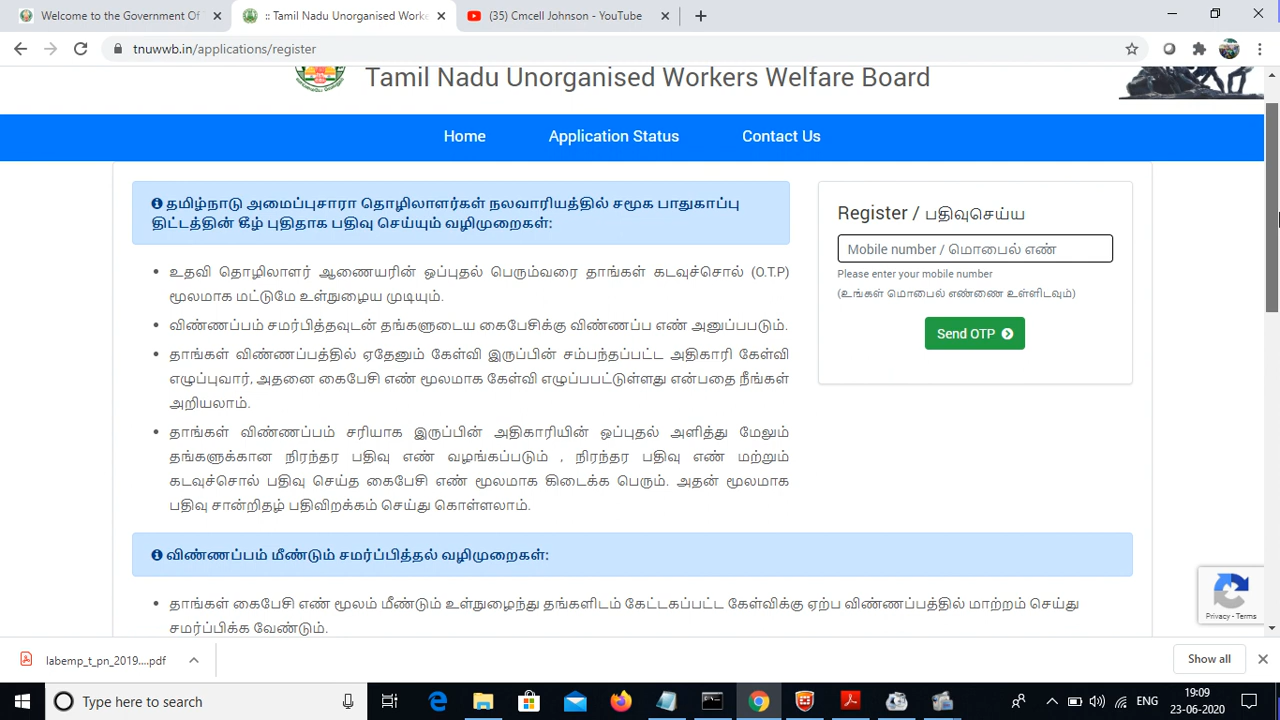 Welcome to the Government Of
:: Tamil Nadu Unorganised Worke
(35) Cmcell Johnson - YouTube
tnuwwb.in/applications/register
Tamil Nadu Unorganised Workers Welfare Board
Home Application Status Contact Us
தமிழ்நாடு அமைப்புசாரா தொழிலாளர்கள் நலவாரியத்தில் சமூக பாதுகாப்பு
திட்டத்தின் கீழ் புதிதாக பதிவு செய்யும் வழிமுறைகள்:
உதவி தொழிலாளர் ஆணையரின் ஒப்புதல் பெரும்வரை தாங்கள் கடவுச்சொல் (O.T.P)
மூலமாக மட்டுமே உள்நுழைய முடியும்.
விண்ணப்பம் சமர்பித்தவுடன் தங்களுடைய கைபேசிக்கு விண்ணப்ப எண் அனுப்பபடும்.
தாங்கள் விண்ணப்பத்தில் ஏதேனும் கேள்வி இருப்பின் சம்பந்தப்பட்ட அதிகாரி கேள்வி
எழுப்புவார், அதனை கைபேசி எண் மூலமாக கேள்வி எழுப்பபட்டுள்ளது என்பதை நீங்கள்
அறியலாம்.
தாங்கள் விண்ணப்பம் சரியாக இருப்பின் அதிகாரியின் ஒப்புதல் அளித்து மேலும்
தங்களுக்கான நிரந்தர பதிவு எண் வழங்கப்படும் , நிரந்தர பதிவு எண் மற்றும்
கடவுச்சொல் பதிவு செய்த கைபேசி எண் மூலமாக கிடைக்க பெரும். அதன் மூலமாக
பதிவு சான்றிதழ் பதிவிறக்கம் செய்து கொள்ளலாம்.
Register / பதிவுசெய்ய
Mobile number / மொபைல் எண்
Please enter your mobile number
(உங்கள் மொபைல் எண்ணை உள்ளிடவும்)
Send OTP
விண்ணப்பம் மீண்டும் சமர்ப்பித்தல் வழிமுறைகள்:
தாங்கள் கைபேசி எண் மூலம் மீண்டும் உள்நுழைந்து தங்களிடம் கேட்டகப்பட்ட கேள்விக்கு ஏற்ப விண்ணப்பத்தில் மாற்றம் செய்து
சமர்பிக்க வேண்டும்.
Privacy - Terms
labemp_t_pn_2019....pdf
Show all
Type here to search
ENG
19:09
23-06-2020